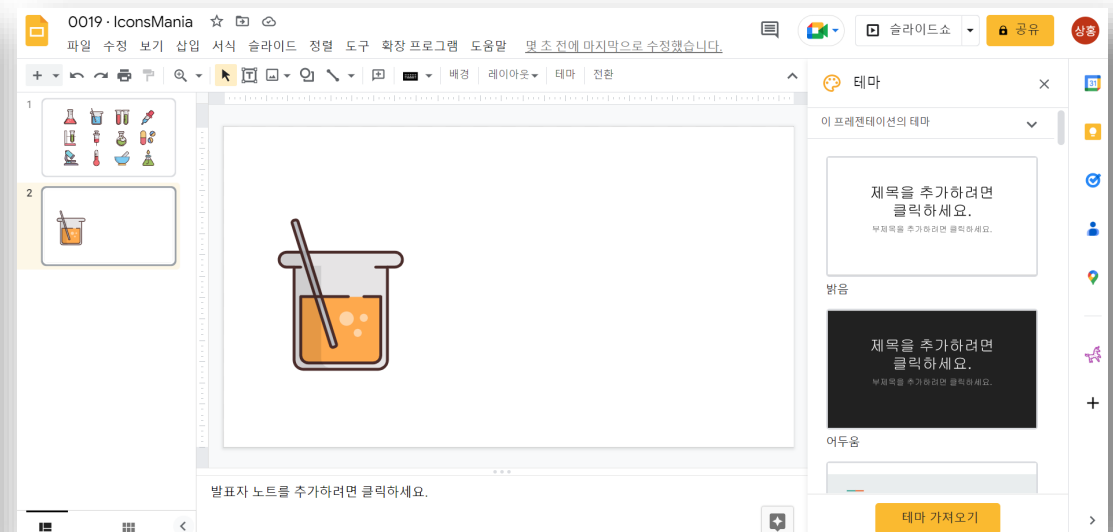 0019 · IconsMania
파일 수정 보기 삽입 서식 슬라이드 정렬 도구 확장 프로그램 도움말 몇 초 전에 마지막으로 수정했습니다.
슬라이드쇼
공유
상홍
배경 레이아웃 테마 전환
테마
31
이 프레젠테이션의 테마
1
2
제목을 추가하려면
클릭하세요.
부제목을 추가하려면 클릭하세요.
밝음
제목을 추가하려면
클릭하세요.
부제목을 추가하려면 클릭하세요.
어두움
발표자 노트를 추가하려면 클릭하세요.
테마 가져오기